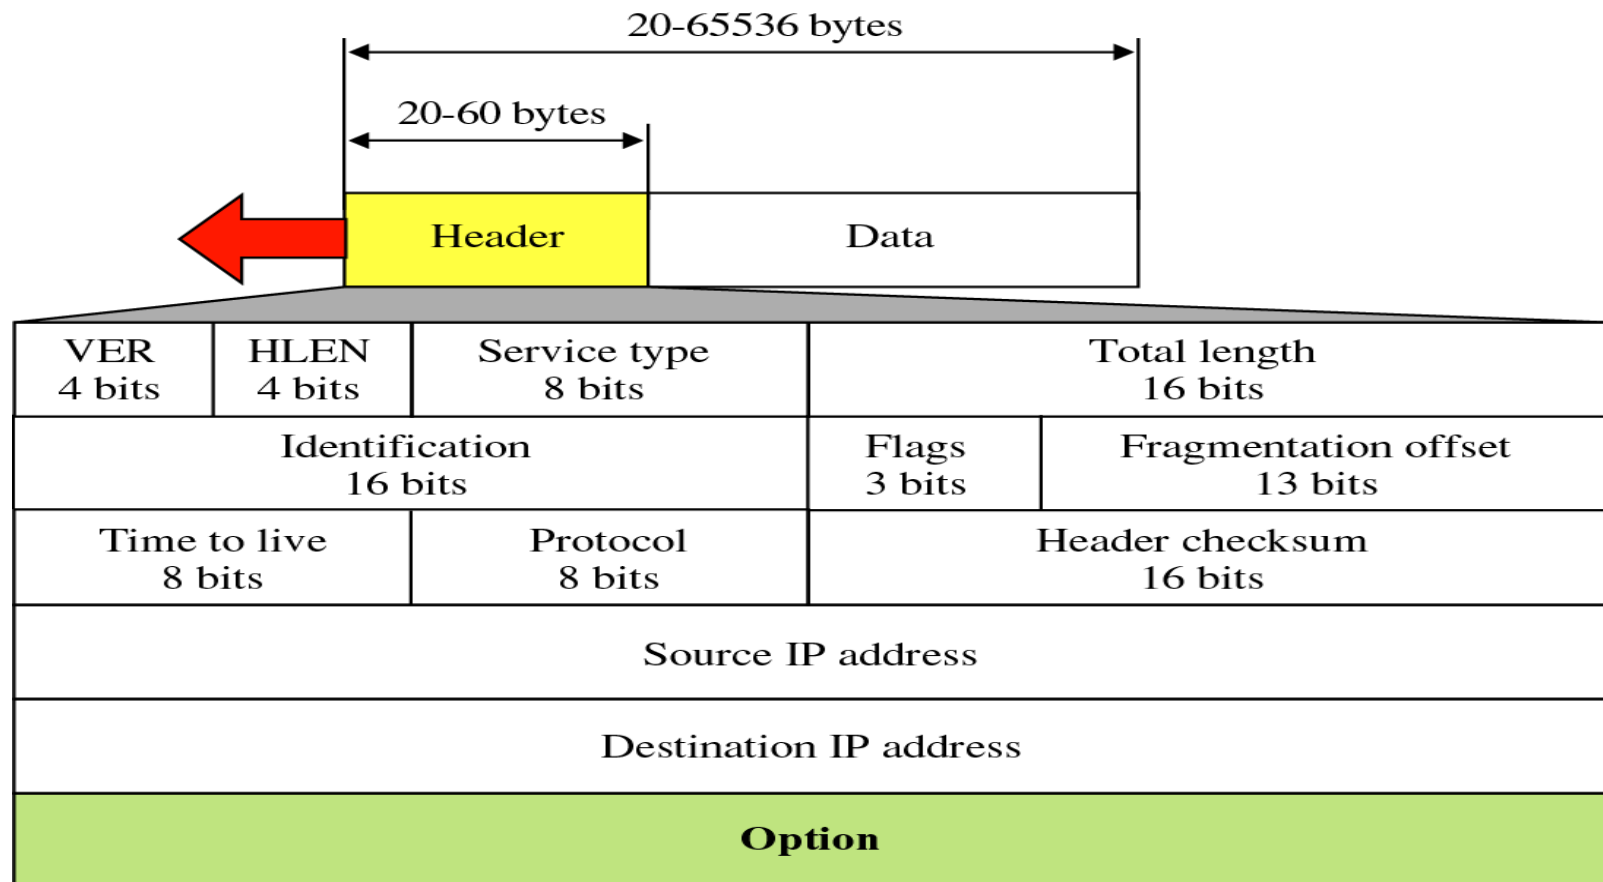 20-65536 bytes
20-60 bytes
Header
Data
VER
4 bits
HLEN
4 bits
Service type
8 bits
Total length
16 bits
Identification
16 bits
Flags
3 bits
Fragmentation offset
13 bits
Time to live
8 bits
Protocol
8 bits
Header checksum
16 bits
Source IP address
Destination IP address
Option